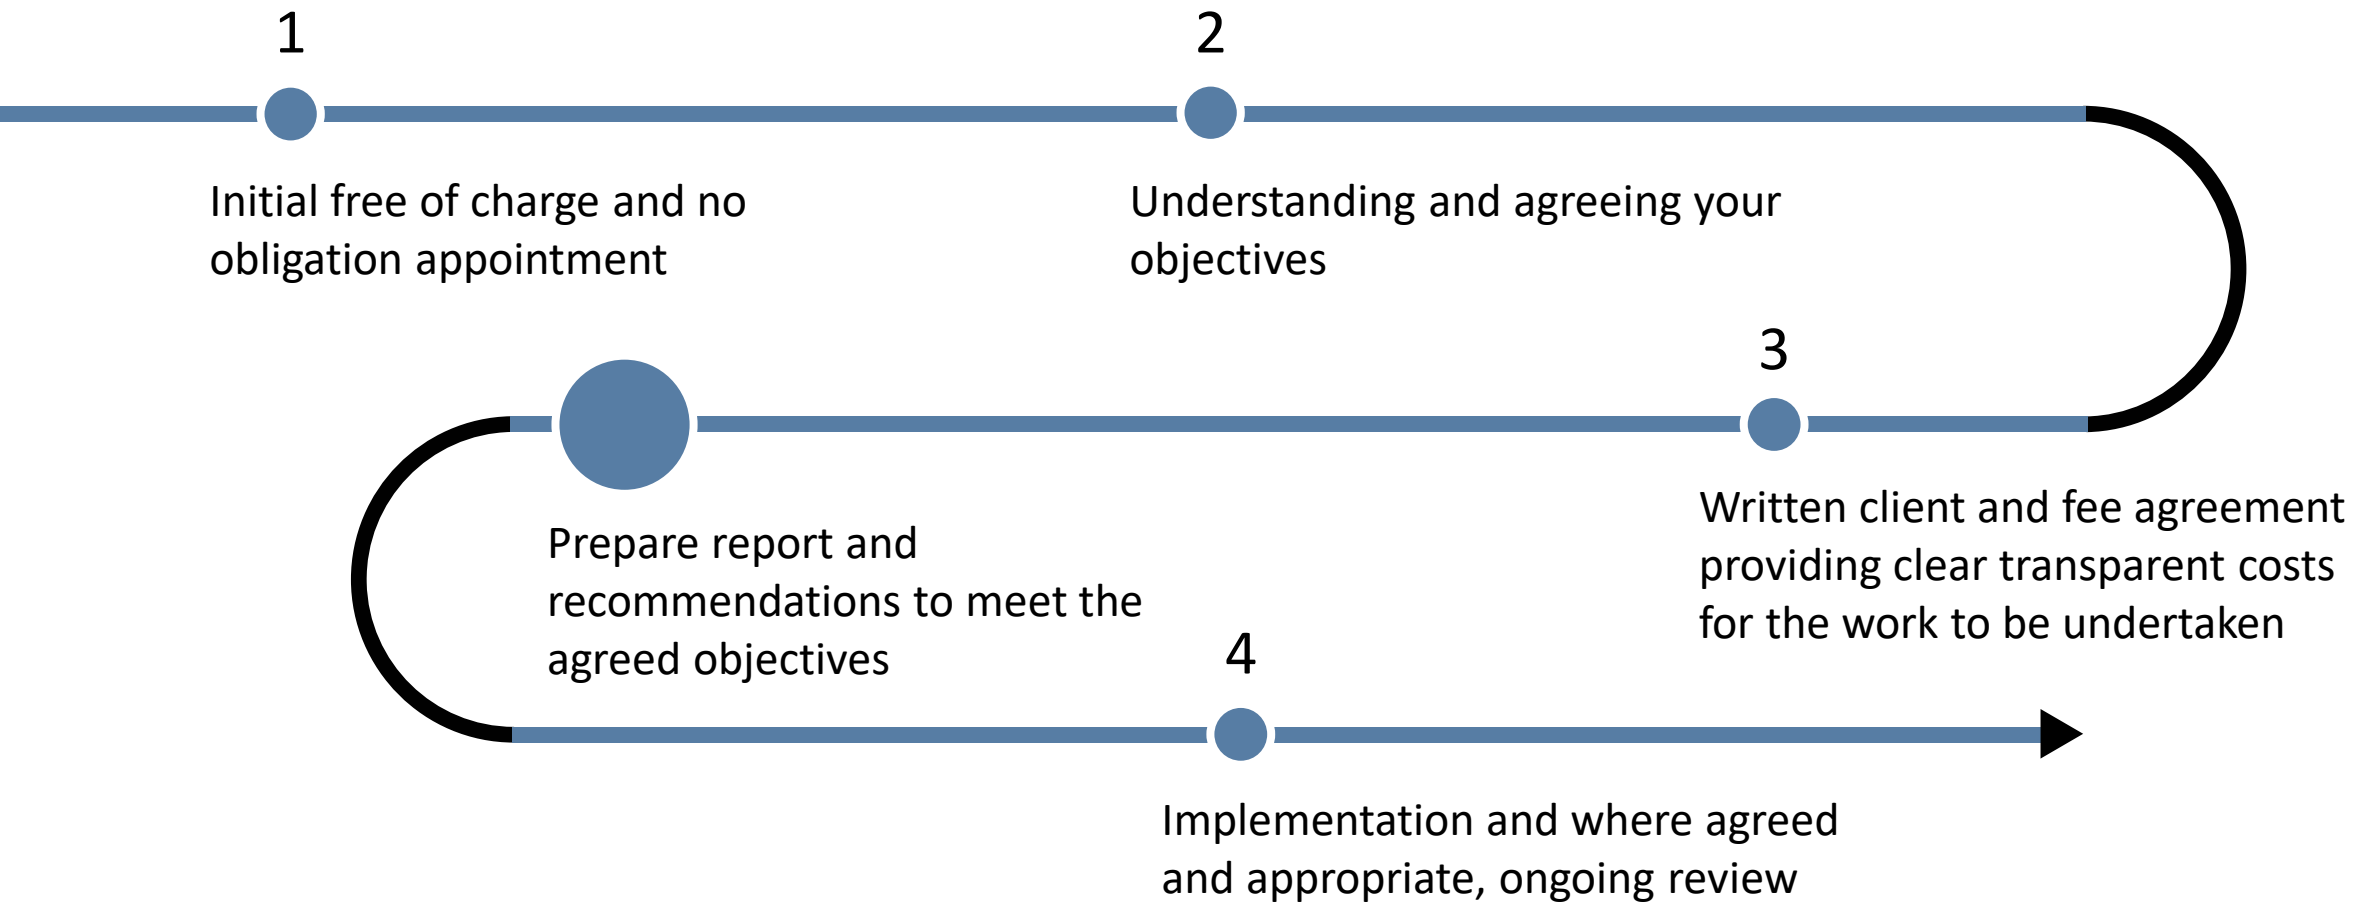 1
Initial free of charge and no
obligation appointment
2
Understanding and agreeing your
objectives
3
Written client and fee agreement
providing clear transparent costs
for the work to be undertaken
Prepare report and
recommendations to meet the
agreed objectives
4
Implementation and where agreed
and appropriate, ongoing review